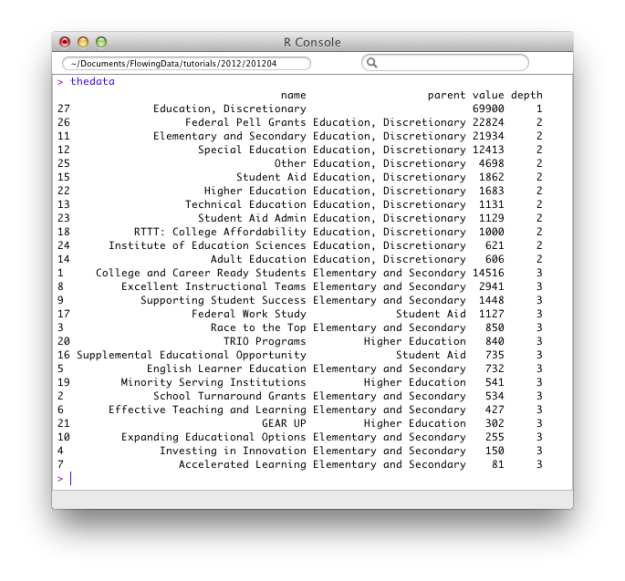 R Console
~/Documents/FlowingData/tutorials/2012/201204
> thedata
name parent value depth
27 Education, Discretionary 69900 1
26 Federal Pell Grants Education, Discretionary 22824 2
11 Elementary and Secondary Education, Discretionary 21934 2
12 Special Education Education, Discretionary 12413 2
25 Other Education, Discretionary 4698 2
15 Student Aid Education, Discretionary 1862 2
22 Higher Education Education, Discretionary 1683 2
13 Technical Education Education, Discretionary 1131 2
23 Student Aid Admin Education, Discretionary 1129 2
18 RTTT: College Affordability Education, Discretionary 1000 2
24 Institute of Education Sciences Education, Discretionary 621 2
14 Adult Education Education, Discretionary 606 2
1 College and Career Ready Students Elementary and Secondary 14516 3
8 Excellent Instructional Teams Elementary and Secondary 2941 3
9 Supporting Student Success Elementary and Secondary 1448 3
17 Federal Work Study Student Aid 1127 3
3 Race to the Top Elementary and Secondary 850 3
20 TRIO Programs Higher Education 840 3
16 Supplemental Educational Opportunity Student Aid 735 3
5 English Learner Education Elementary and Secondary 732 3
19 Minority Serving Institutions Higher Education 541 3
2 School Turnaround Grants Elementary and Secondary 534 3
6 Effective Teaching and Learning Elementary and Secondary 427 3
21 GEAR UP Higher Education 302 3
10 Expanding Educational Options Elementary and Secondary 255 3
4 Investing in Innovation Elementary and Secondary 150 3
7 Accelerated Learning Elementary and Secondary 81 3
>